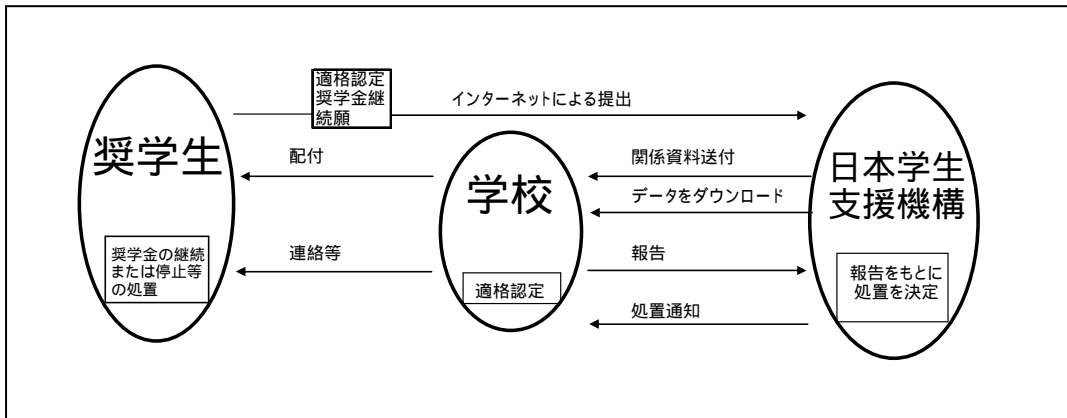 適格認定
奨学金継
続願
インターネットによる提出
奨学生
配付
関係資料送付
学校
日本学生
支援機構
データをダウンロード
奨学金の継続
または停止等
の処置
連絡等
報告
適格認定
報告をもとに
処置を決定
処置通知